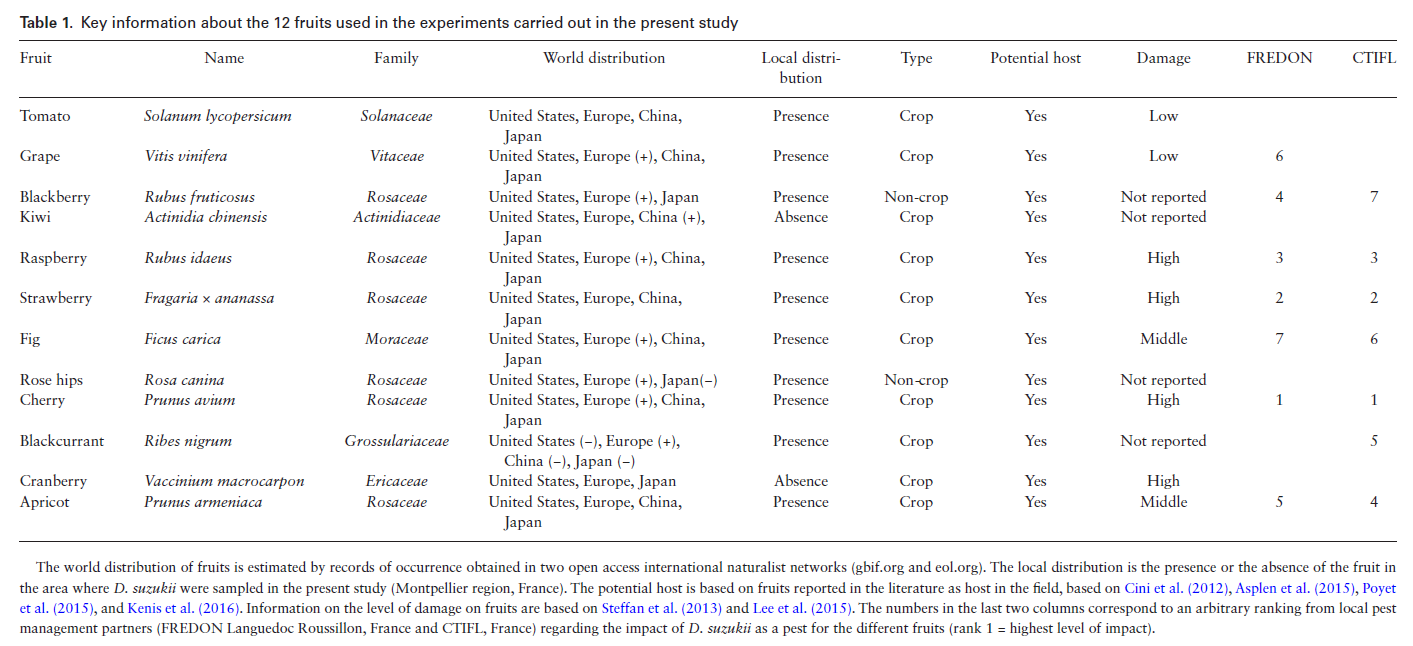 Table 1. Key information about the 12 fruits used in the experiments carried out in the present study
Fruit Name Family World distribution Local distri- Type Potential host Damage FREDON CTIFL
bution
Tomato Solanum lycopersicum Solanaceae United States, Europe, China, Presence Crop Yes Low
Japan
Grape Vitis vinifera Vitaceae United States, Europe (+), China, Presence Crop Yes Low 6
Japan
Blackberry Rubus fruticosus Rosaceae United States, Europe (+), Japan Presence Non-crop Yes Not reported 4 7
Kiwi Actinidia chinensis Actinidiaceae United States, Europe, China (+), Absence Crop Yes Not reported
Japan
Raspberry Rubus idaeus Rosaceae United States, Europe (+), China, Presence Crop Yes High 3 3
Japan
Strawberry Fragaria × ananassa Rosaceae United States, Europe, China, Presence Crop Yes High 2 2
Japan
Fig Ficus carica Moraceae United States, Europe (+), China, Presence Crop Yes Middle 7 6
Japan
Rose hips Rosa canina Rosaceae United States, Europe (+), Japan(−) Presence Non-crop Yes Not reported
Cherry Prunus avium Rosaceae United States, Europe (+), China, Presence Crop Yes High 1 1
Japan
Blackcurrant Ribes nigrum Grossulariaceae United States (−), Europe (+), Presence Crop Yes Not reported 5
China (−), Japan (−)
Cranberry Vaccinium macrocarpon Ericaceae United States, Europe, Japan Absence Crop Yes High
Apricot Prunus armeniaca Rosaceae United States, Europe, China, Presence Crop Yes Middle 5 4
Japan
The world distribution of fruits is estimated by records of occurrence obtained in two open access international naturalist networks (gbif.org and eol.org). The local distribution is the presence or the absence of the fruit in
the area where D. suzukii were sampled in the present study (Montpellier region, France). The potential host is based on fruits reported in the literature as host in the field, based on Cini et al. (2012), Asplen et al. (2015), Poyet
et al. (2015), and Kenis et al. (2016). Information on the level of damage on fruits are based on Steffan et al. (2013) and Lee et al. (2015). The numbers in the last two columns correspond to an arbitrary ranking from local pest
management partners (FREDON Languedoc Roussillon, France and CTIFL, France) regarding the impact of D. suzukii as a pest for the different fruits (rank 1 = highest level of impact).